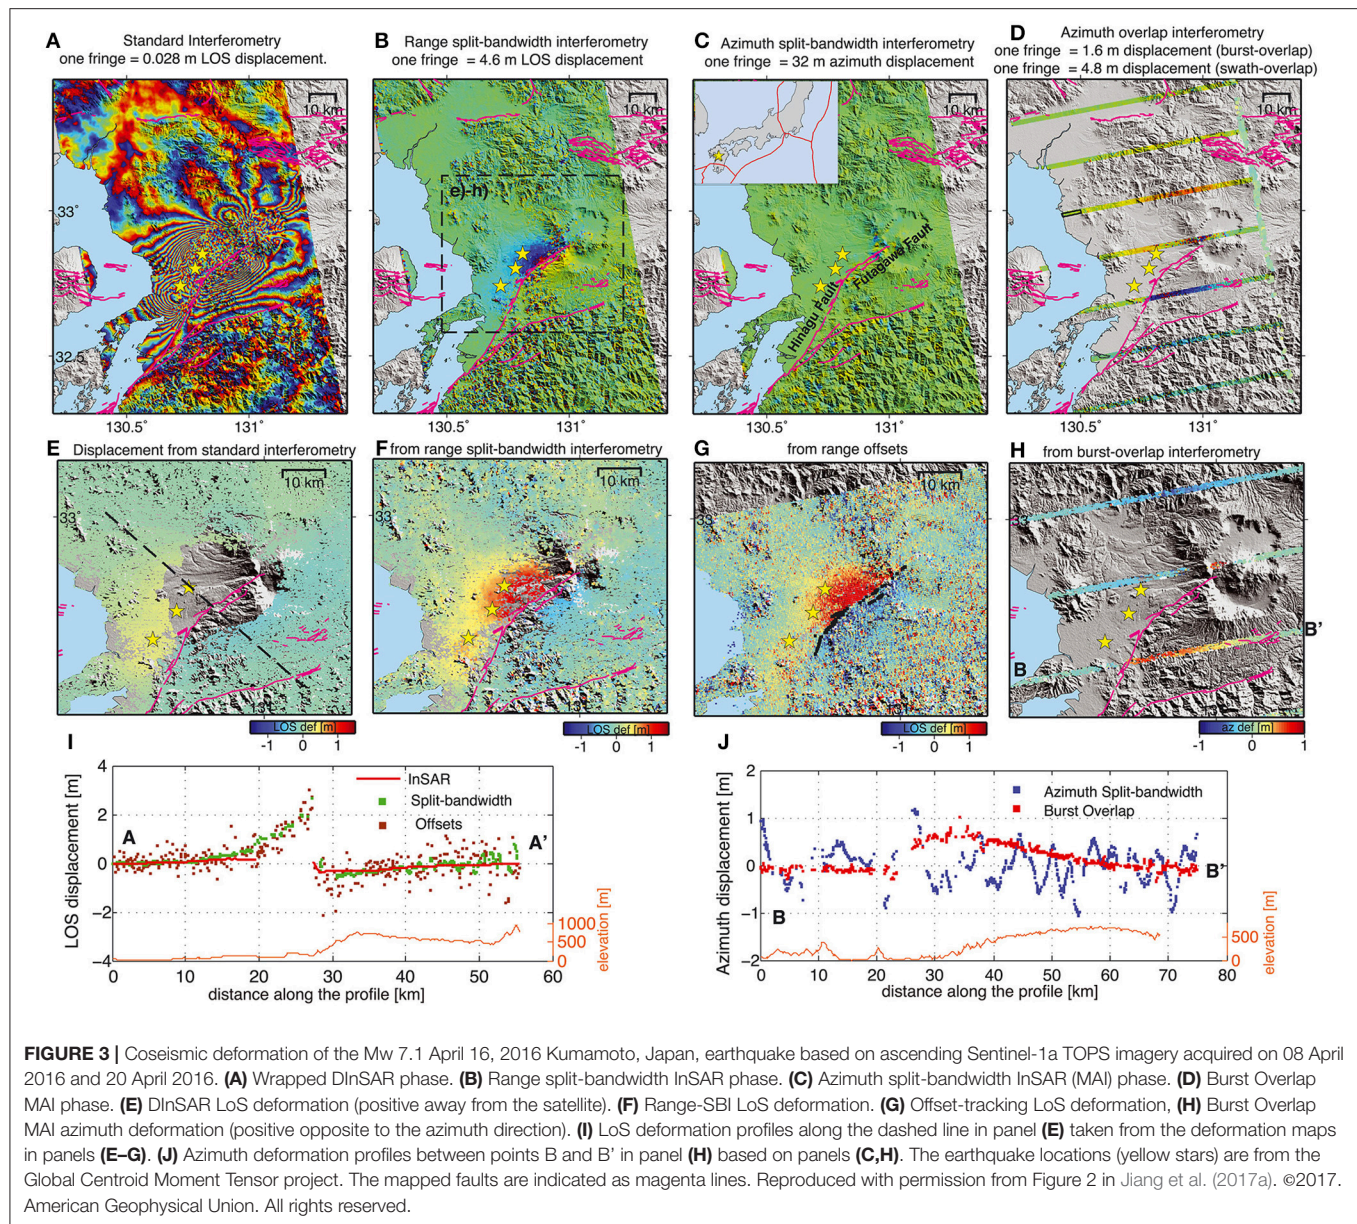 A
Standard Interferometry
one fringe = 0.028 m LOS displacement.
B
Range split-bandwidth interferometry
one fringe = 4.6 m LOS displacement
C
Azimuth split-bandwidth interferometry
one fringe = 32 m azimuth displacement
D
Azimuth overlap interferometry
one fringe = 1.6 m displacement (burst-overlap)
one fringe = 4.8 m displacement (swath-overlap)
10 km
10 km
10 km
10 km
33°
32.5°
e)-h)
Hinagu Fault
Futagawa Fault
130.5°
131°
130.5°
131°
130.5°
131°
130.5°
131°
E
Displacement from standard interferometry
F
from range split-bandwidth interferometry
G
from range offsets
H
from burst-overlap interferometry
10 km
10 km
10 km
10 km
33
33
33
33
B
B'
LOS def [m]
-1 0 1
LOS def [m]
-1 0 1
LOS def [m]
-1 0 1
az def [m]
-1 0 1
I
4
2
0
−2
−4
LOS displacement [m]
InSAR
Split-bandwidth
Offsets
A
A'
1000
500
0
elevation [m]
0 10 20 30 40 50 60
distance along the profile [km]
J
2
1
0
−1
−2
Azimuth displacement [m]
Azimuth Split-bandwidth
Burst Overlap
B
B'
500
0
elevation [m]
0 10 20 30 40 50 60 70 80
distance along the profile [km]
FIGURE 3 | Coseismic deformation of the Mw 7.1 April 16, 2016 Kumamoto, Japan, earthquake based on ascending Sentinel-1a TOPS imagery acquired on 08 April
2016 and 20 April 2016. (A) Wrapped DInSAR phase. (B) Range split-bandwidth InSAR phase. (C) Azimuth split-bandwidth InSAR (MAI) phase. (D) Burst Overlap
MAI phase. (E) DInSAR LoS deformation (positive away from the satellite). (F) Range-SBI LoS deformation. (G) Offset-tracking LoS deformation, (H) Burst Overlap
MAI azimuth deformation (positive opposite to the azimuth direction). (I) LoS deformation profiles along the dashed line in panel (E) taken from the deformation maps
in panels (E–G). (J) Azimuth deformation profiles between points B and B' in panel (H) based on panels (C,H). The earthquake locations (yellow stars) are from the
Global Centroid Moment Tensor project. The mapped faults are indicated as magenta lines. Reproduced with permission from Figure 2 in Jiang et al. (2017a). ©2017.
American Geophysical Union. All rights reserved.